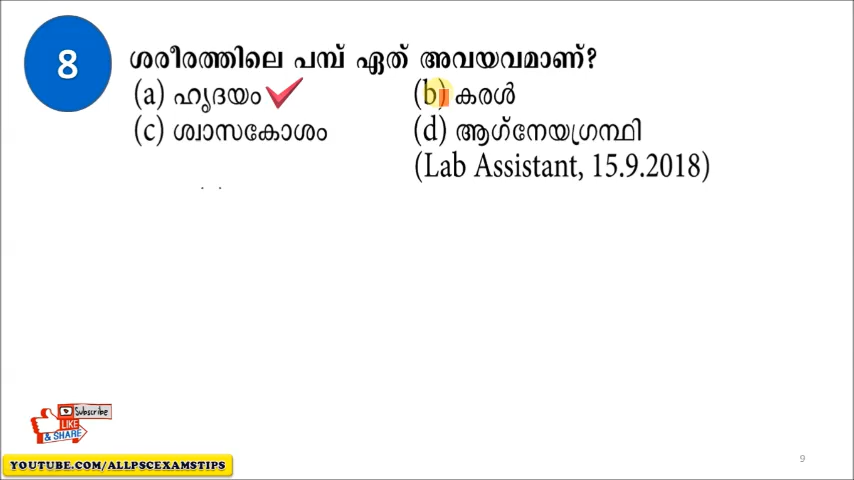 8
ശരീരത്തിലെ പമ്പ് ഏത് അവയവമാണ്?
(a) ഹൃദയം (b) കരൾ
(c) ശ്വാസകോശം (d) ആഗ്നേയഗ്രന്ഥി
(Lab Assistant, 15.9.2018)
Subscribe
LIKE
& SHARE
YOUTUBE.COM/ALLPSCEXAMSTIPS
9